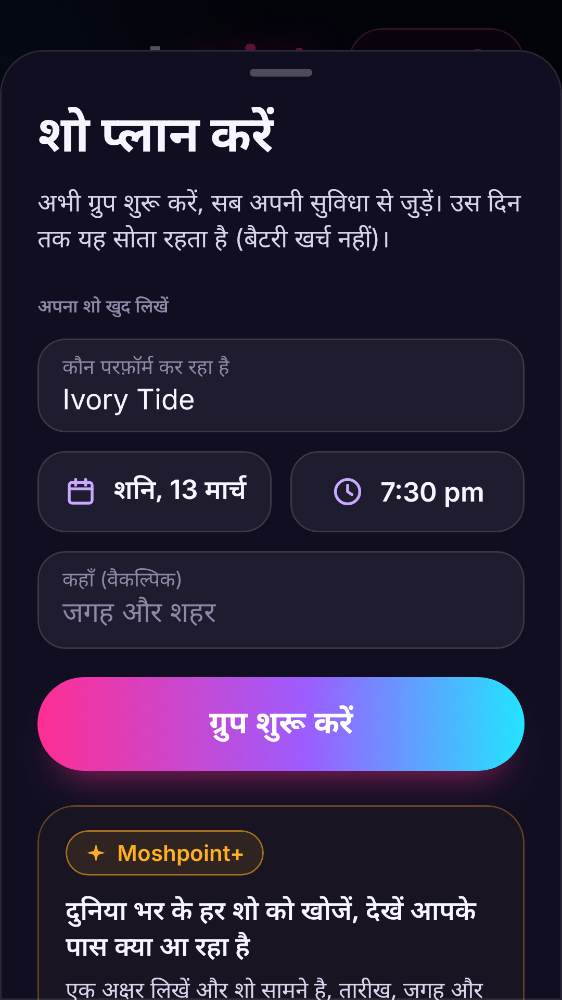 शो प्लान करें
अभी ग्रुप शुरू करें, सब अपनी सुविधा से जुड़ें। उस दिन
तक यह सोता रहता है (बैटरी खर्च नहीं)।
अपना शो खुद लिखें
कौन परफ़ॉर्म कर रहा है
Ivory Tide
शनि, 13 मार्च
7:30 pm
कहाँ (वैकल्पिक)
जगह और शहर
ग्रुप शुरू करें
Moshpoint+
दुनिया भर के हर शो को खोजें, देखें आपके
पास क्या आ रहा है
एक अक्षर लिखें और शो सामने है, तारीख, जगह और